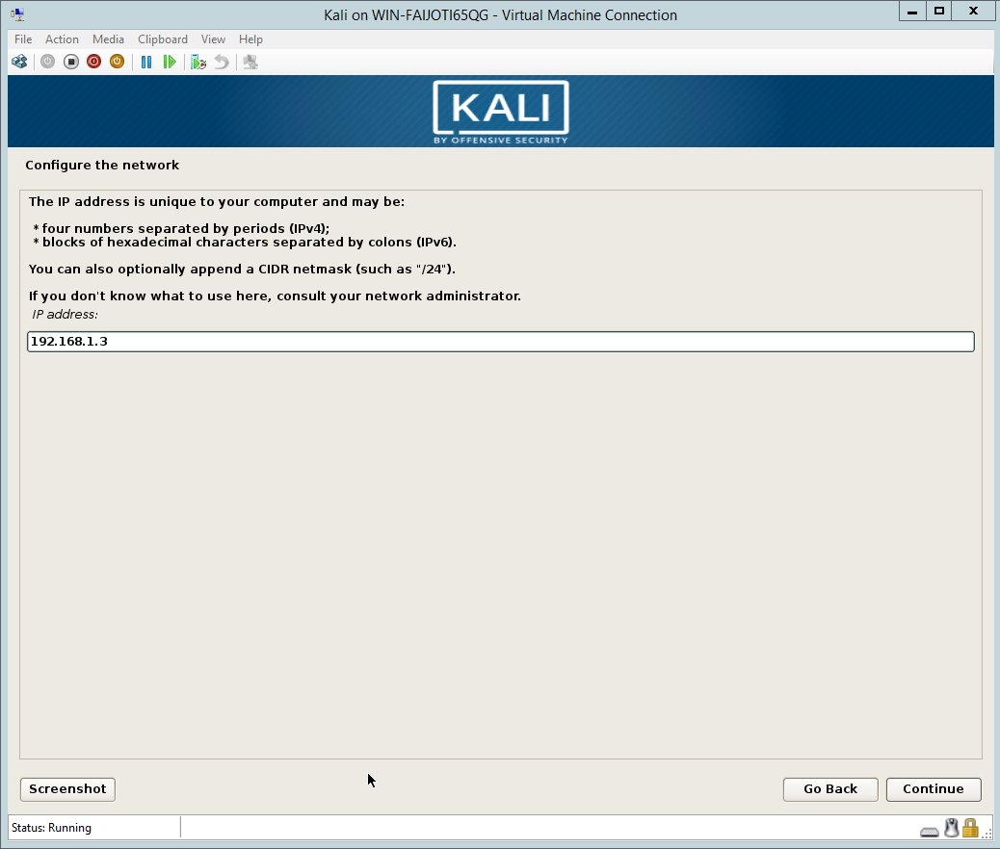 Kali on WIN-FAIJOTI65QG - Virtual Machine Connection
File Action Media Clipboard View Help
KALI
BY OFFENSIVE SECURITY
Configure the network
The IP address is unique to your computer and may be:
* four numbers separated by periods (IPv4);
* blocks of hexadecimal characters separated by colons (IPv6).
You can also optionally append a CIDR netmask (such as "/24").
If you don't know what to use here, consult your network administrator.
IP address:
192.168.1.3
Screenshot Go Back Continue
Status: Running